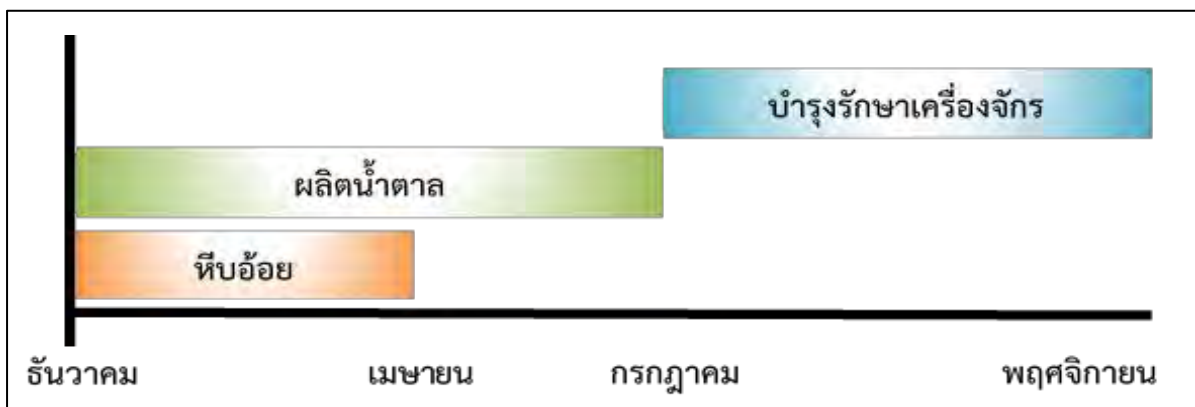 บำรุงรักษาเครื่องจักร
ผลิตน้ำตาล
หีบอ้อย
ธันวาคม เมษายน กรกฎาคม พฤศจิกายน